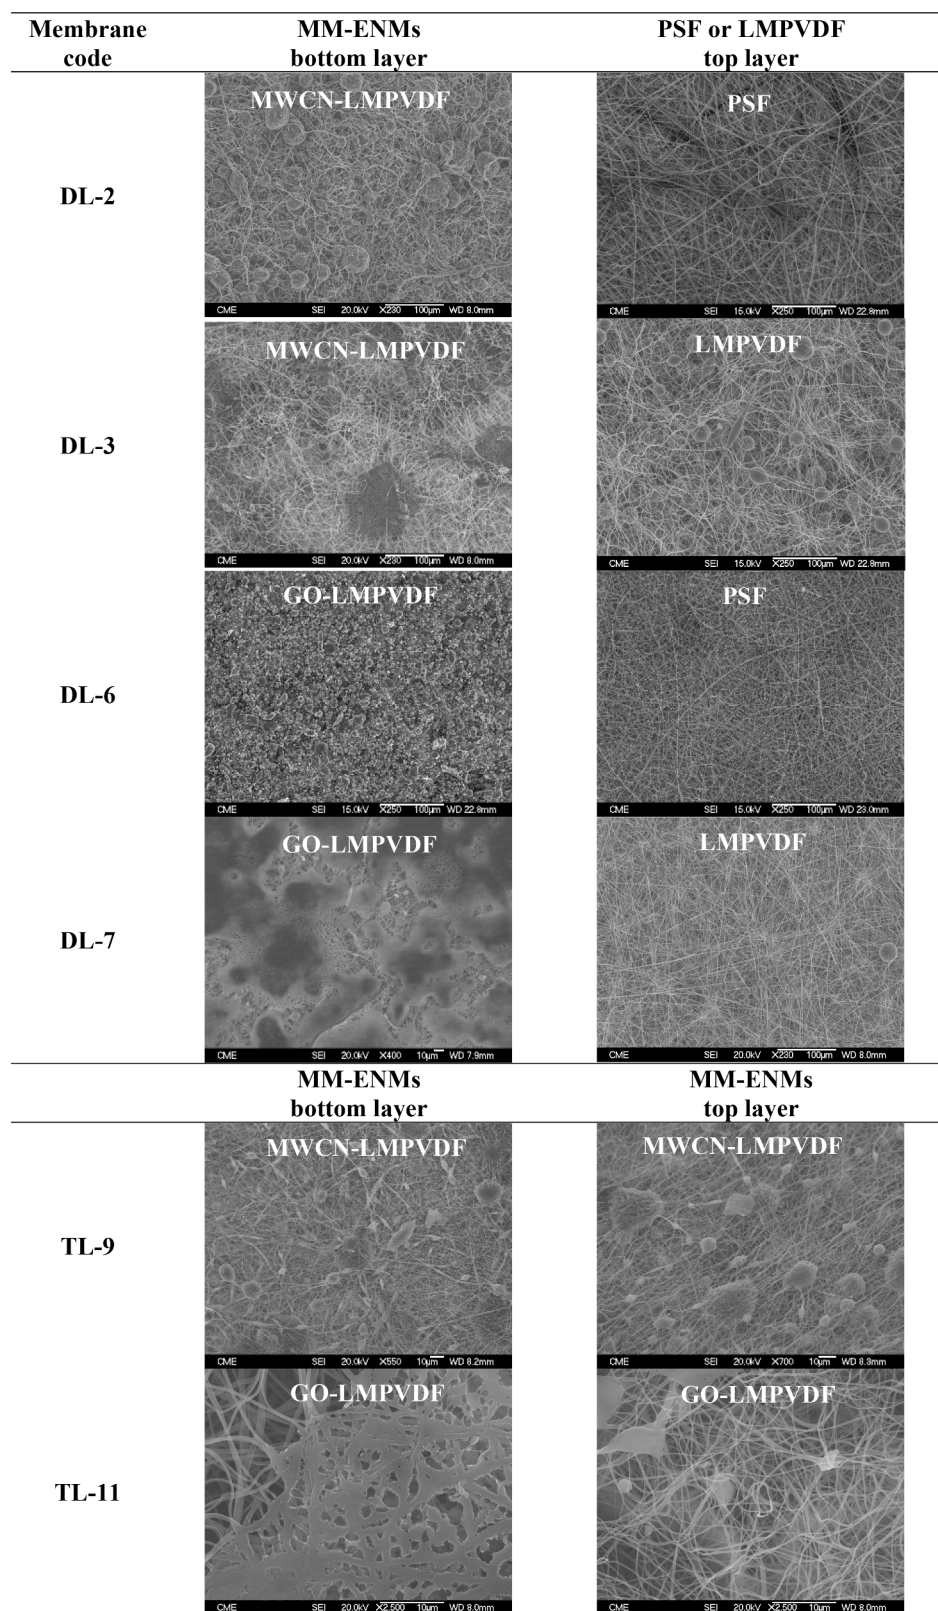 Membrane code
MM-ENMs bottom layer
PSF or LMPVDF top layer
DL-2
MWCN-LMPVDF
CME SEI 20.0kV X230 100µm WD 8.0mm
PSF
CME SEI 15.0kV X250 100µm WD 22.8mm
DL-3
MWCN-LMPVDF
CME SEI 20.0kV X230 100µm WD 8.0mm
LMPVDF
CME SEI 15.0kV X250 100µm WD 22.8mm
DL-6
GO-LMPVDF
CME SEI 15.0kV X250 100µm WD 22.8mm
PSF
CME SEI 15.0kV X250 100µm WD 23.0mm
DL-7
GO-LMPVDF
CME SEI 20.0kV X400 10µm WD 7.9mm
LMPVDF
CME SEI 20.0kV X230 100µm WD 8.0mm
MM-ENMs bottom layer
MM-ENMs top layer
TL-9
MWCN-LMPVDF
CME SEI 20.0kV X550 10µm WD 8.2mm
MWCN-LMPVDF
CME SEI 20.0kV X700 10µm WD 8.3mm
TL-11
GO-LMPVDF
CME SEI 20.0kV X2,500 10µm WD 8.0mm
GO-LMPVDF
CME SEI 20.0kV X2,500 10µm WD 8.0mm